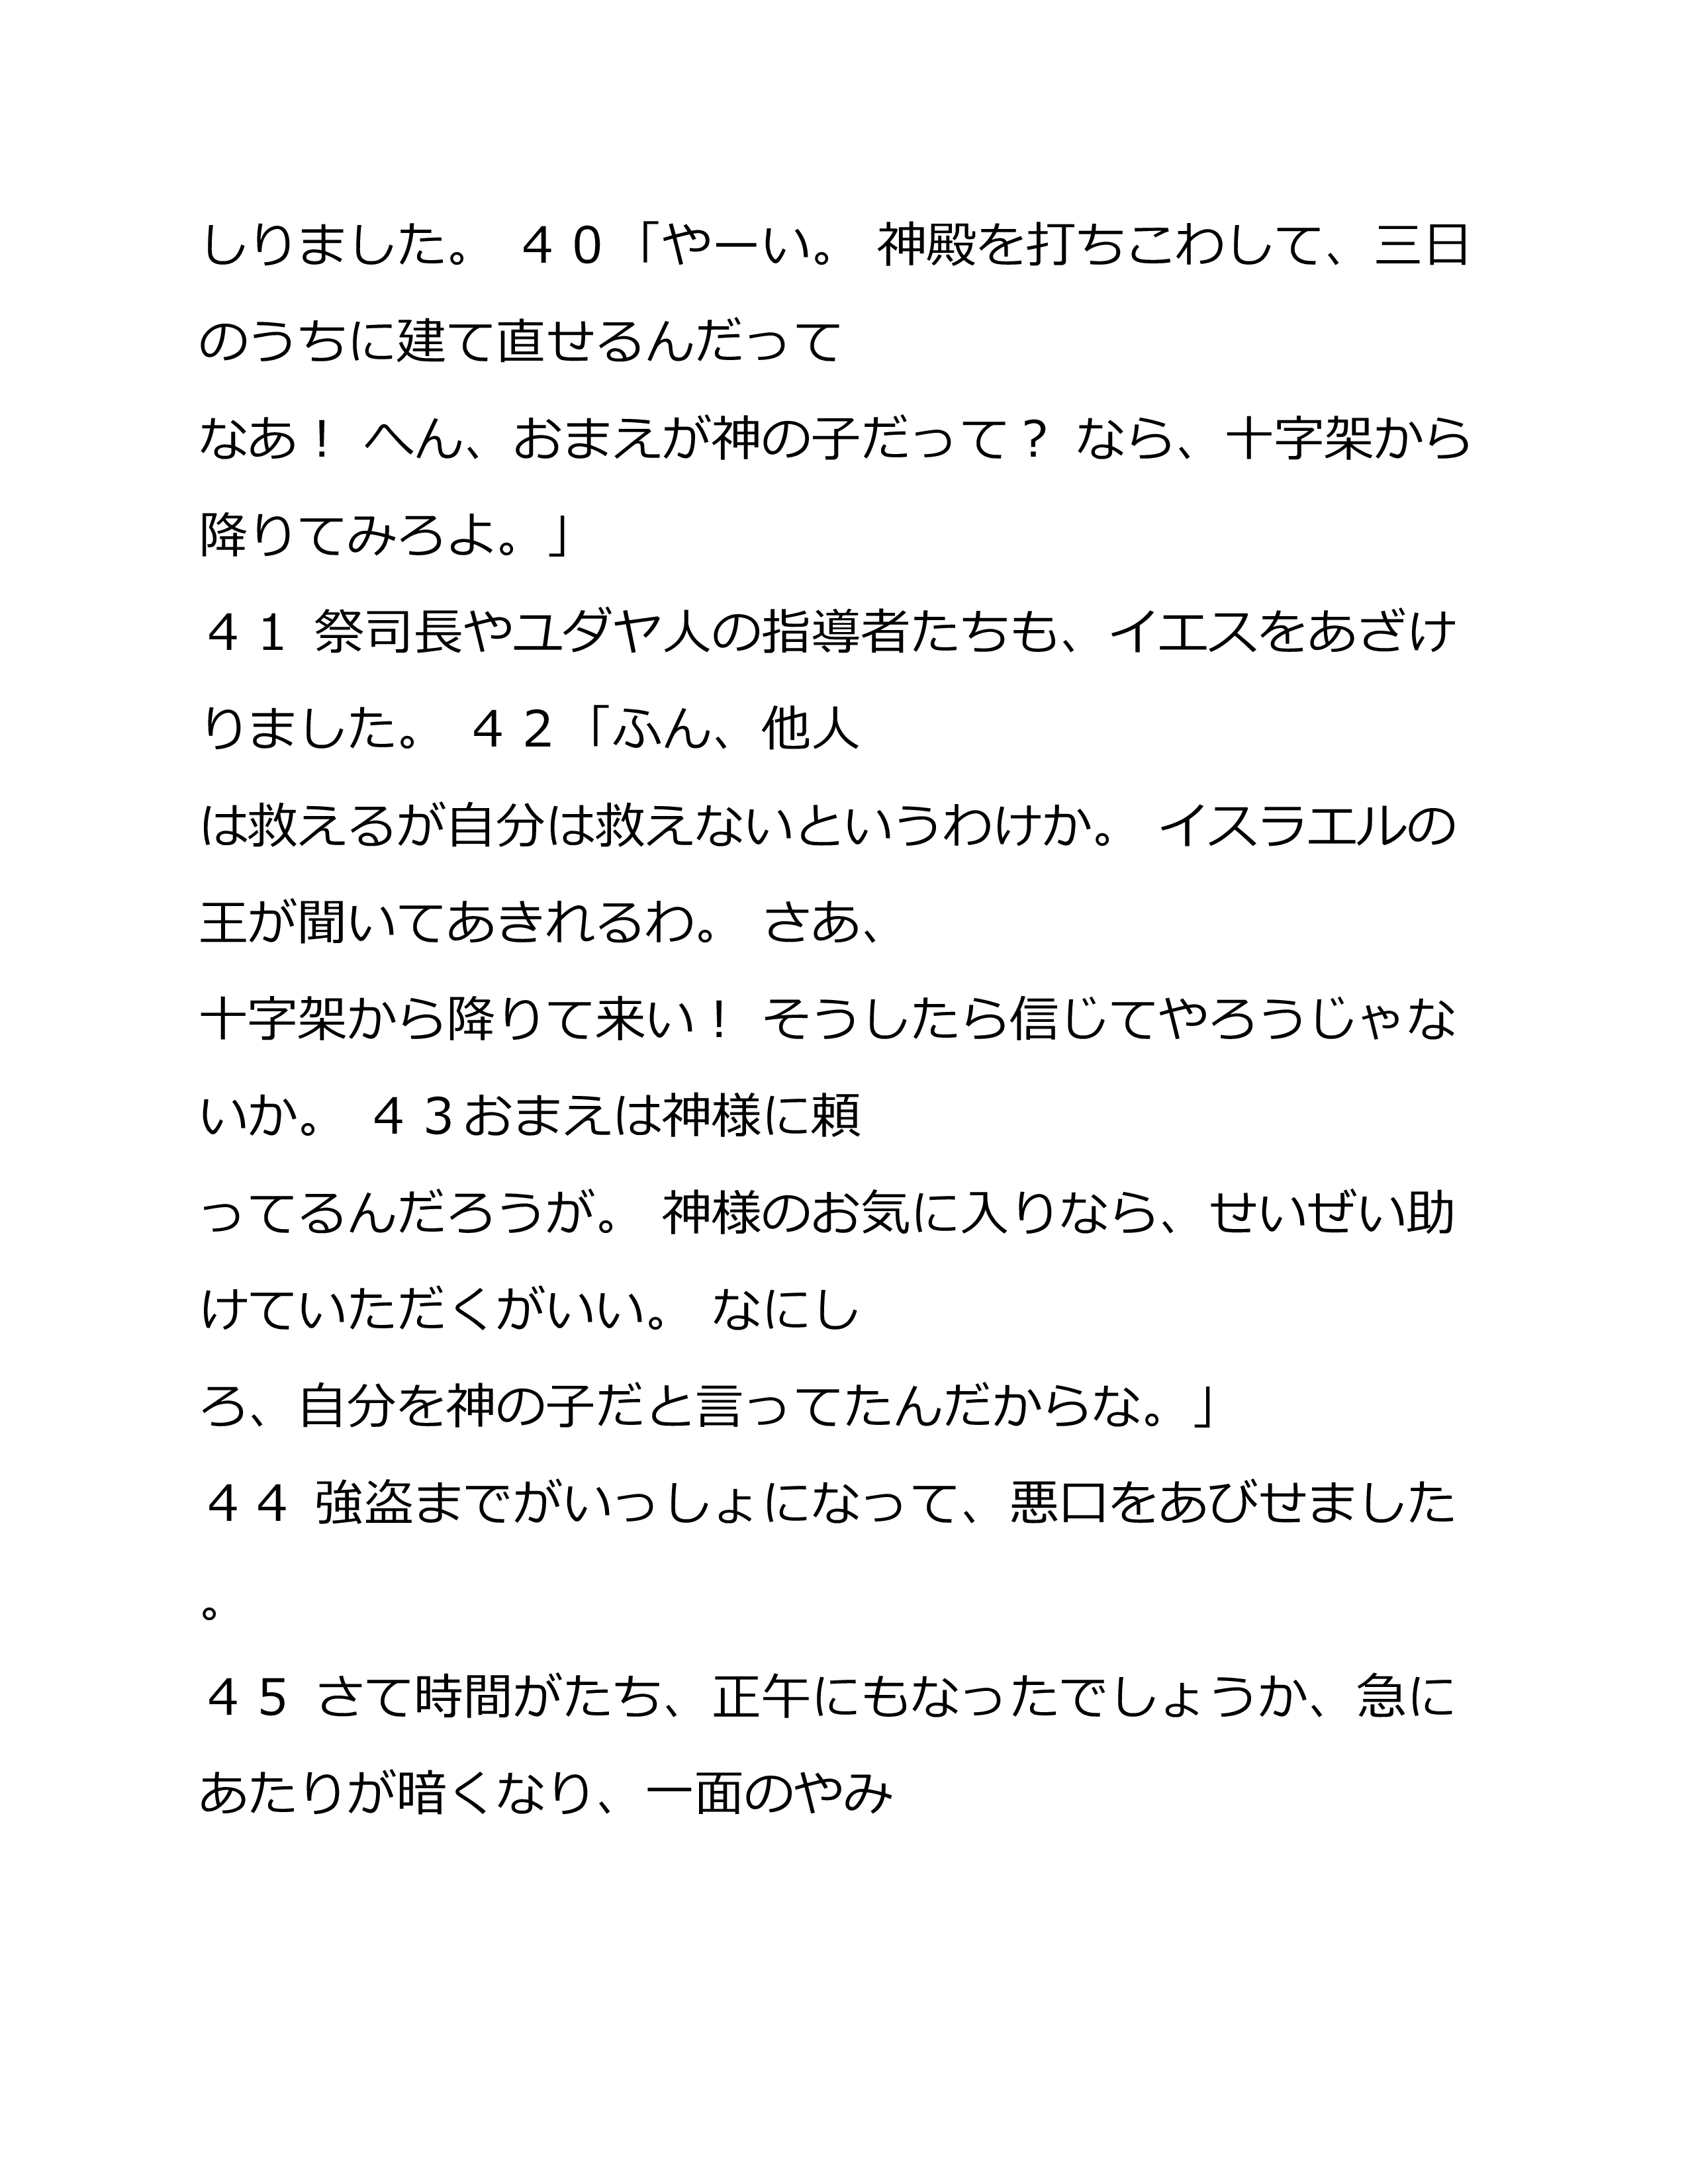 しりました。 ４０「やーい。 神殿を打ちこわして、三日
のうちに建て直せるんだって
なあ！ へん、おまえが神の子だって？ なら、十字架から
降りてみろよ。」
４１ 祭司長やユダヤ人の指導者たちも、イエスをあざけ
りました。 ４２「ふん、他人
は救えるが自分は救えないというわけか。 イスラエルの
王が聞いてあきれるわ。 さあ、
十字架から降りて来い！ そうしたら信じてやろうじゃな
いか。 ４３おまえは神様に頼
ってるんだろうが。 神様のお気に入りなら、せいぜい助
けていただくがいい。 なにし
ろ、自分を神の子だと言ってたんだからな。」
４４ 強盗までがいっしょになって、悪口をあびせました
。
４５ さて時間がたち、正午にもなったでしょうか、急に
あたりが暗くなり、一面のやみ